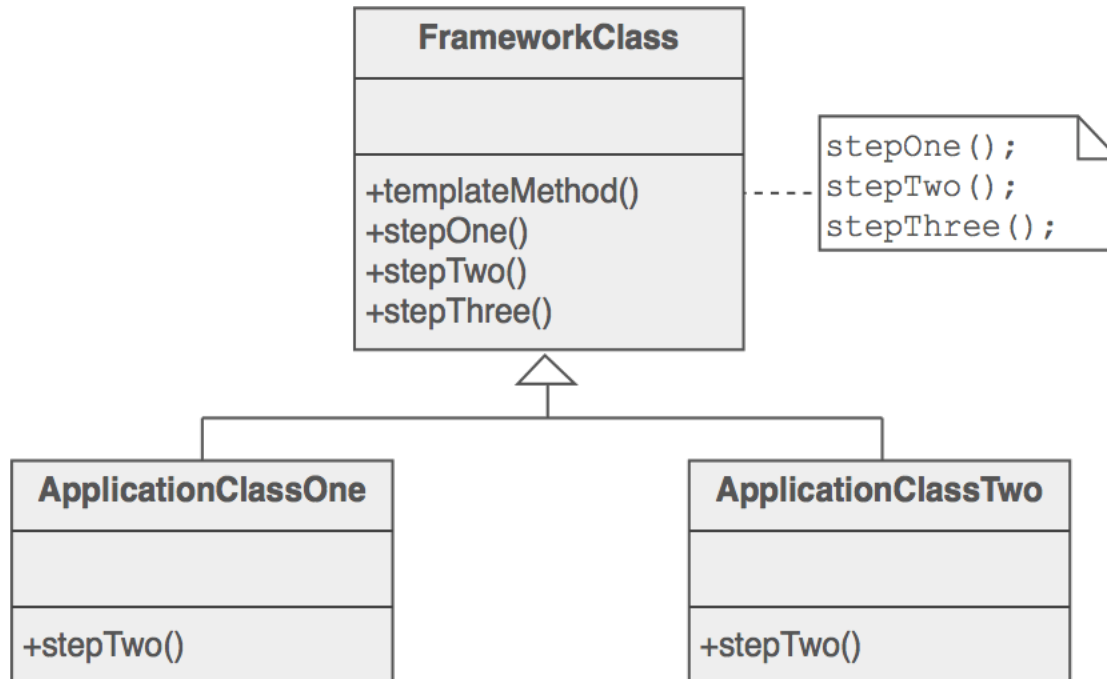 FrameworkClass
+templateMethod()
+stepOne()
+stepTwo()
+stepThree()
stepOne();
stepTwo();
stepThree();
ApplicationClassOne
+stepTwo()
ApplicationClassTwo
+stepTwo()